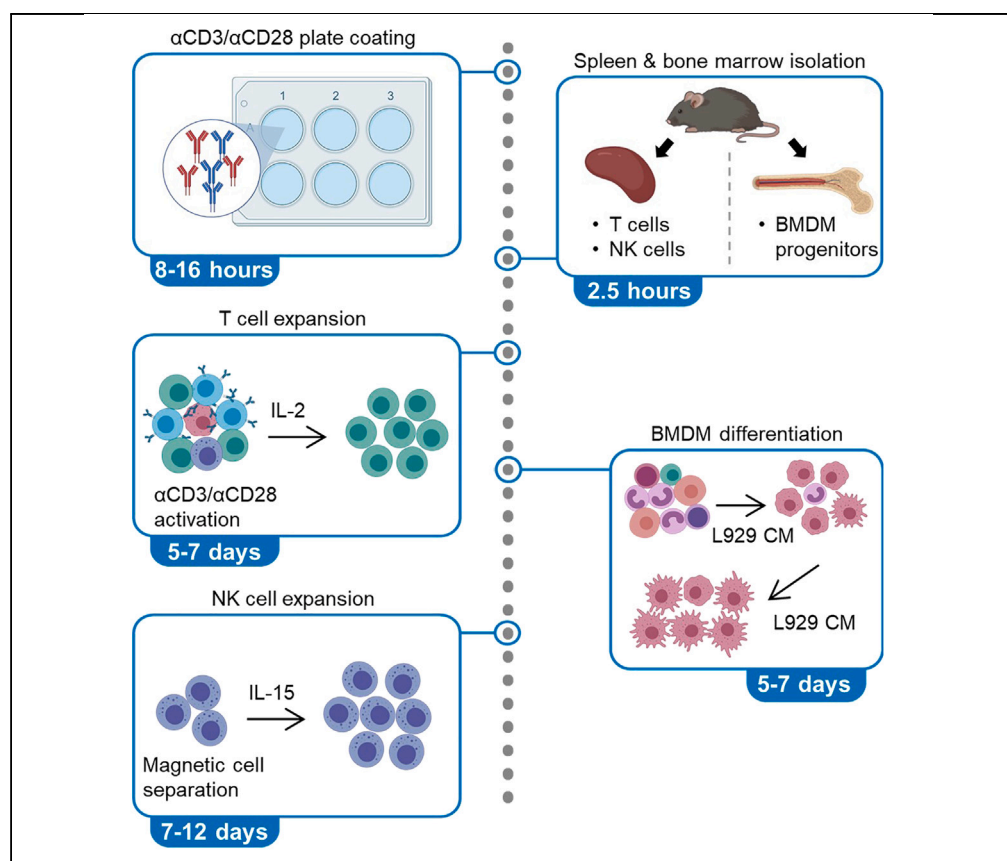 αCD3/αCD28 plate coating
1 2 3
A
8-16 hours
Spleen & bone marrow isolation
• T cells
• NK cells
• BMDM
progenitors
2.5 hours
T cell expansion
IL-2
αCD3/αCD28
activation
5-7 days
BMDM differentiation
L929 CM
L929 CM
5-7 days
NK cell expansion
IL-15
Magnetic cell
separation
7-12 days